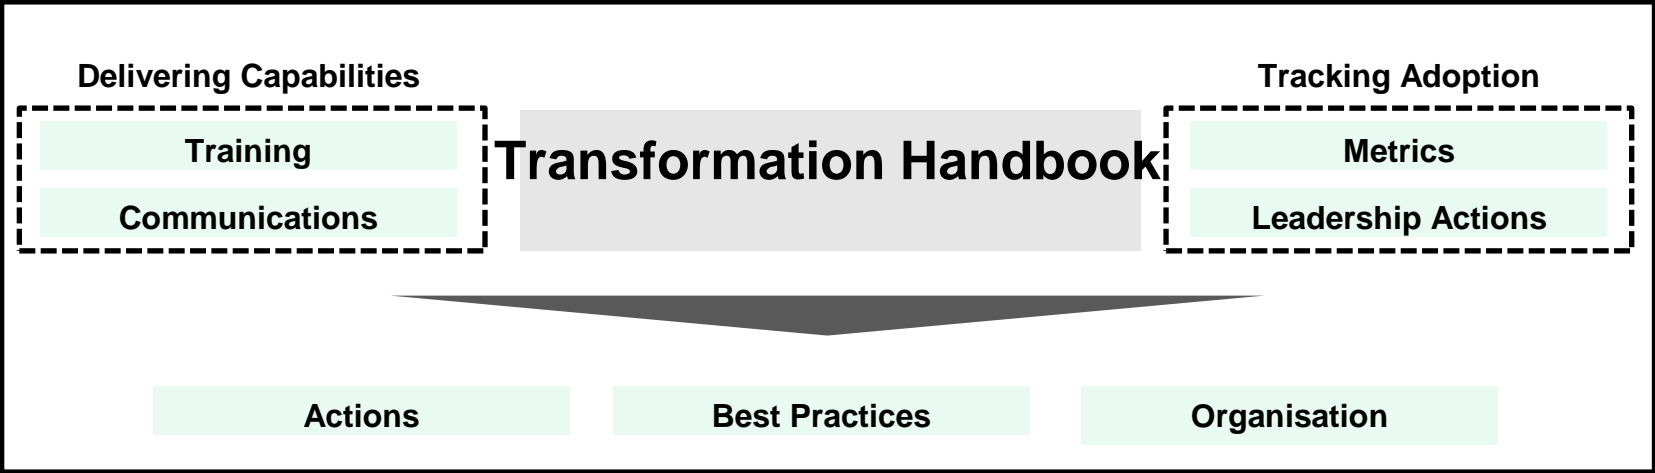 Delivering Capabilities
Training
Communications
Transformation Handbook
Tracking Adoption
Metrics
Leadership Actions
Actions
Best Practices
Organisation